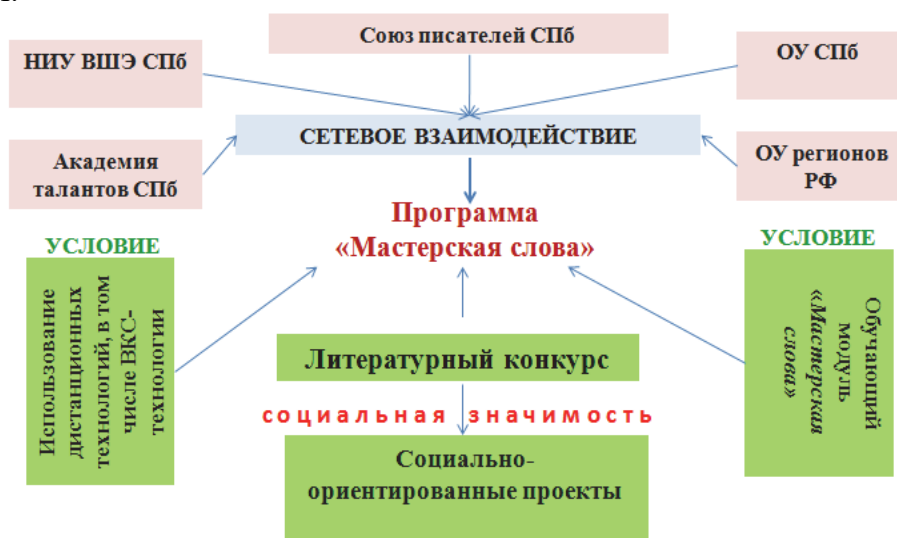 Союз писателей СПб
НИУ ВШЭ СПб
ОУ СПб
СЕТЕВОЕ ВЗАИМОДЕЙСТВИЕ
Академия
талантов СПб
ОУ регионов
РФ
Программа
«Мастерская слова»
УСЛОВИЕ
УСЛОВИЕ
Использование
дистанционных
технологий, в том
числе ВКС-
технологии
Обучающий
модуль
«Мастерская
слова»
Литературный конкурс
социальная значимость
Социально-
ориентированные проекты